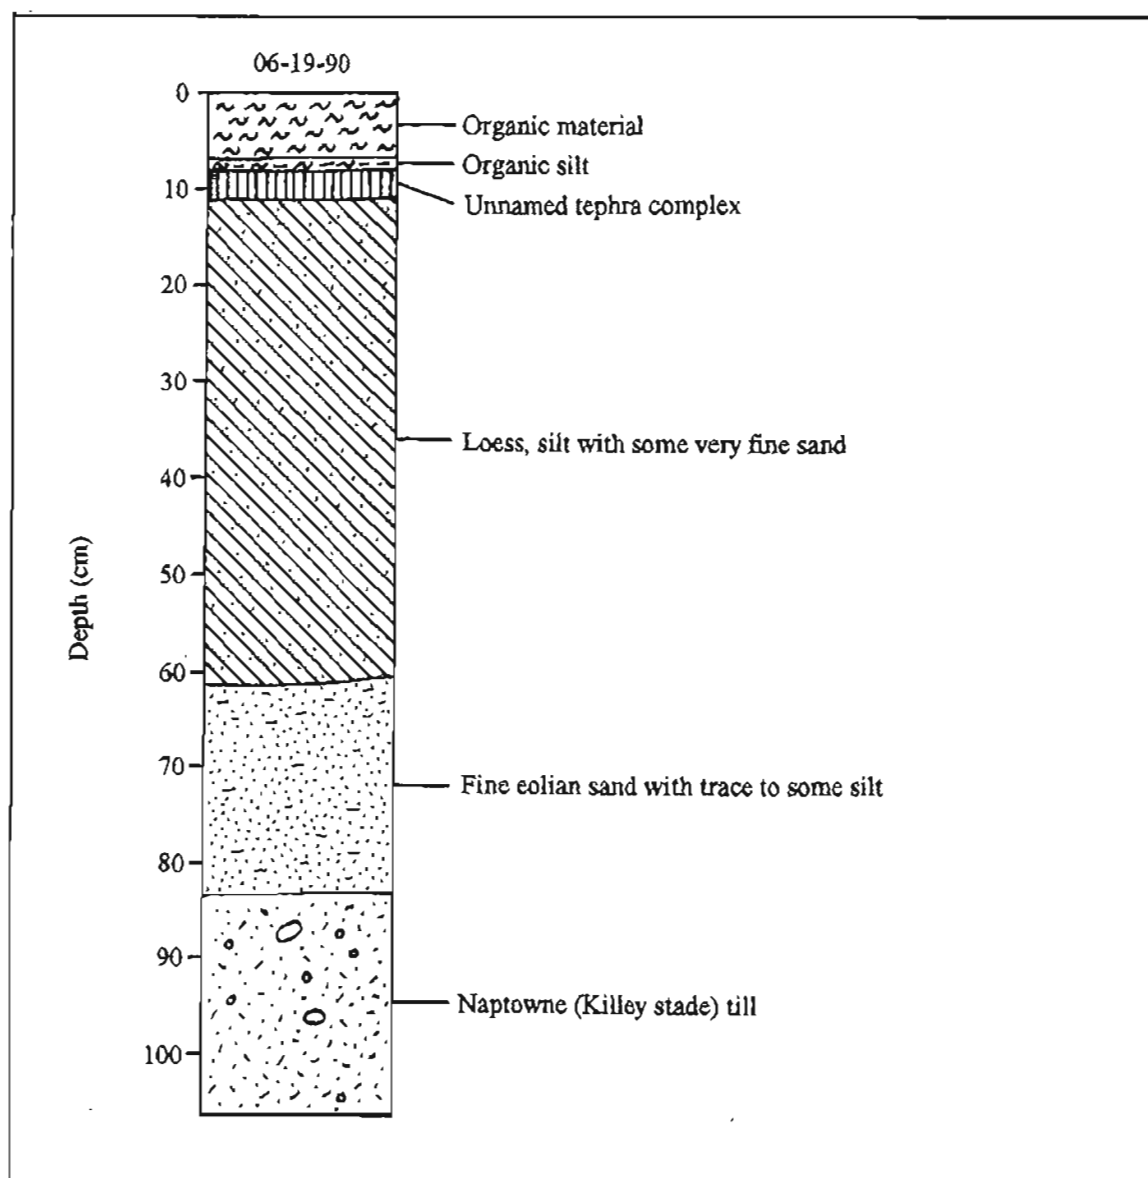 06-19-90
0
Organic material
Organic silt
10
Unnamed tephra complex
20
30
Loess, silt with some very fine sand
40
50
Depth (cm)
60
70
Fine eolian sand with trace to some silt
80
90
Naptowne (Killey stade) till
100